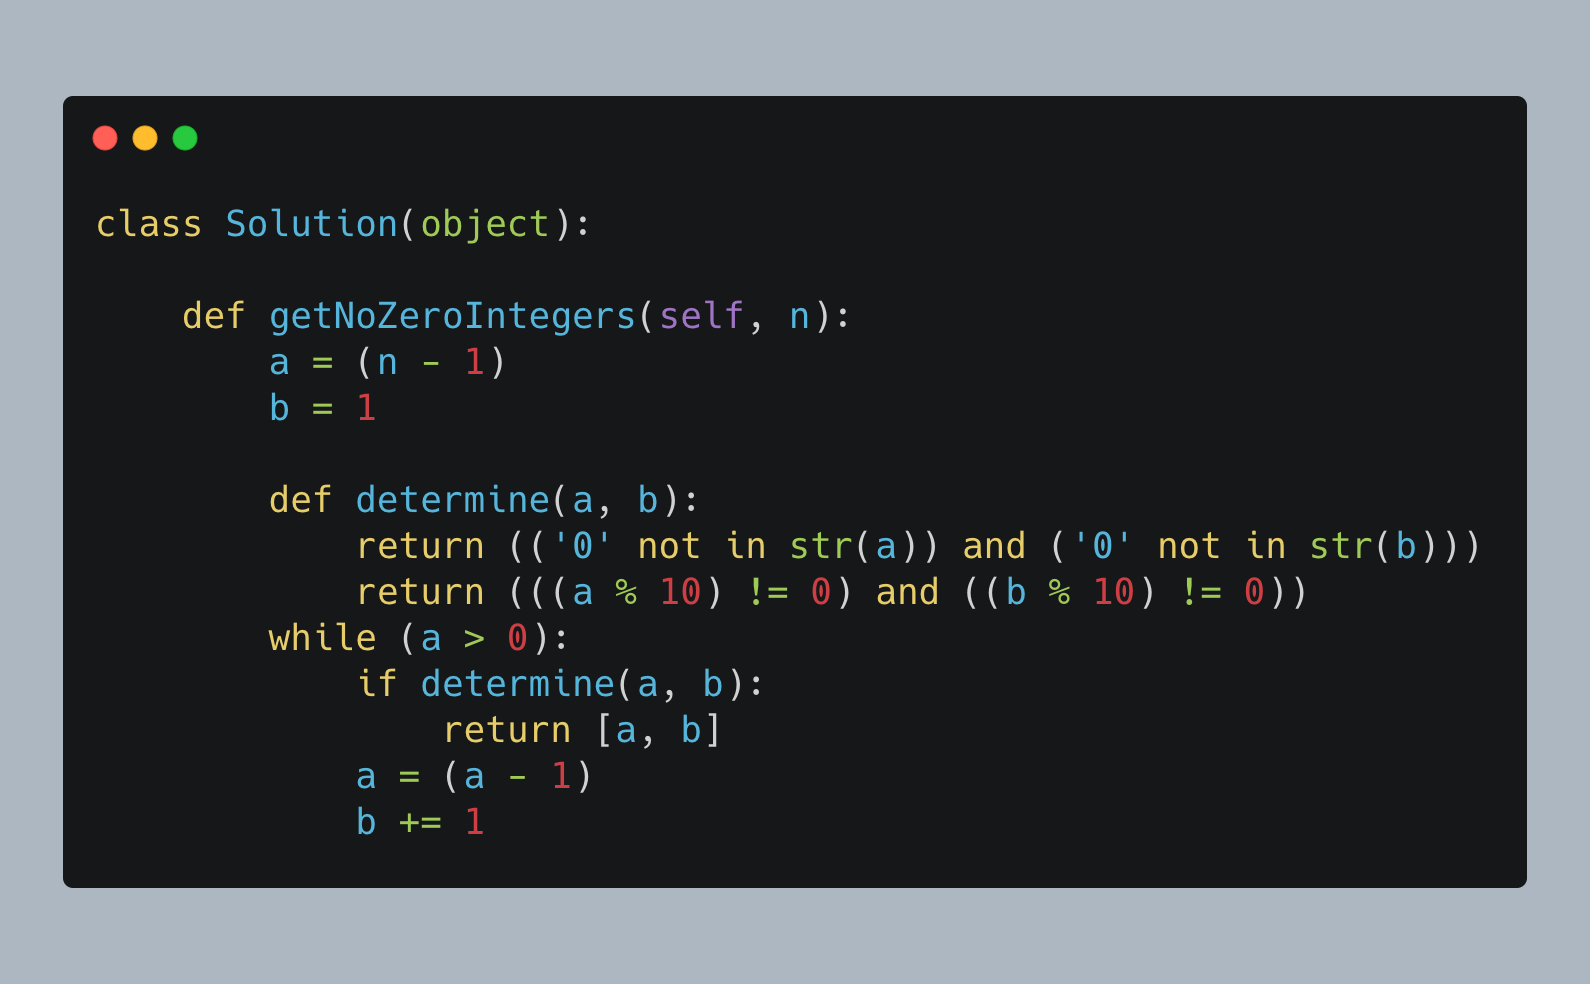 class Solution(object):

    def getNoZeroIntegers(self, n):
        a = (n - 1)
        b = 1

        def determine(a, b):
            return (('0' not in str(a)) and ('0' not in str(b)))
            return (((a % 10) != 0) and ((b % 10) != 0))
        while (a > 0):
            if determine(a, b):
                return [a, b]
            a = (a - 1)
            b += 1